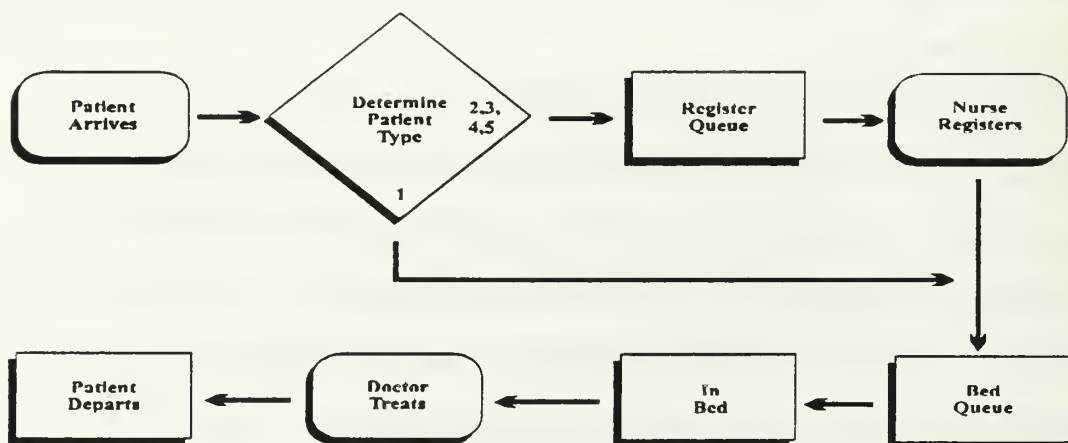 Patient
Arrives
Determine
Patient
Type
2,3,
4,5
1
Register
Queue
Nurse
Registers
Patient
Departs
Doctor
Treats
In
Bed
Bed
Queue